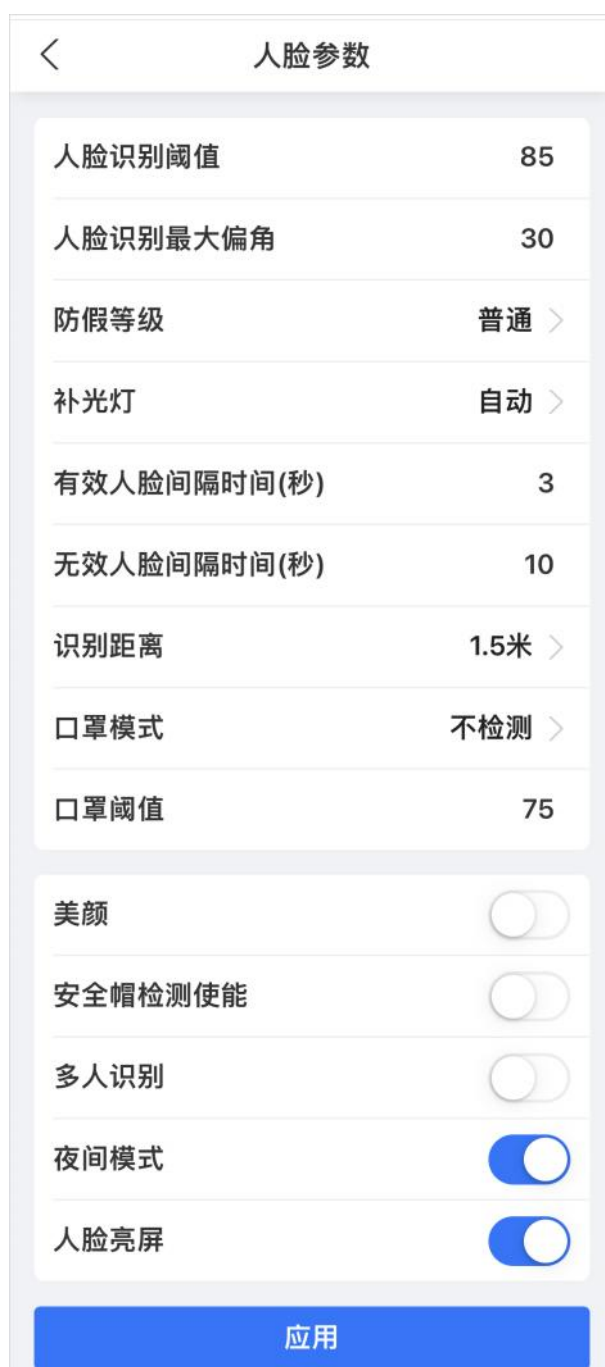 人脸参数
人脸识别阈值 85
人脸识别最大偏角 30
防假等级 普通
补光灯 自动
有效人脸间隔时间(秒) 3
无效人脸间隔时间(秒) 10
识别距离 1.5米
口罩模式 不检测
口罩阈值 75
美颜
安全帽检测使能
多人识别
夜间模式
人脸亮屏
应用